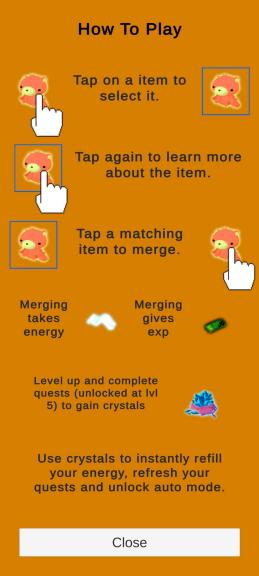 How To Play
Tap on a item to
select it.
Tap again to learn more
about the item.
Tap a matching
item to merge.
Merging
takes
energy
Merging
gives
exp
Level up and complete
quests (unlocked at lvl
5) to gain crystals
Use crystals to instantly refill
your energy, refresh your
quests and unlock auto mode.
Close